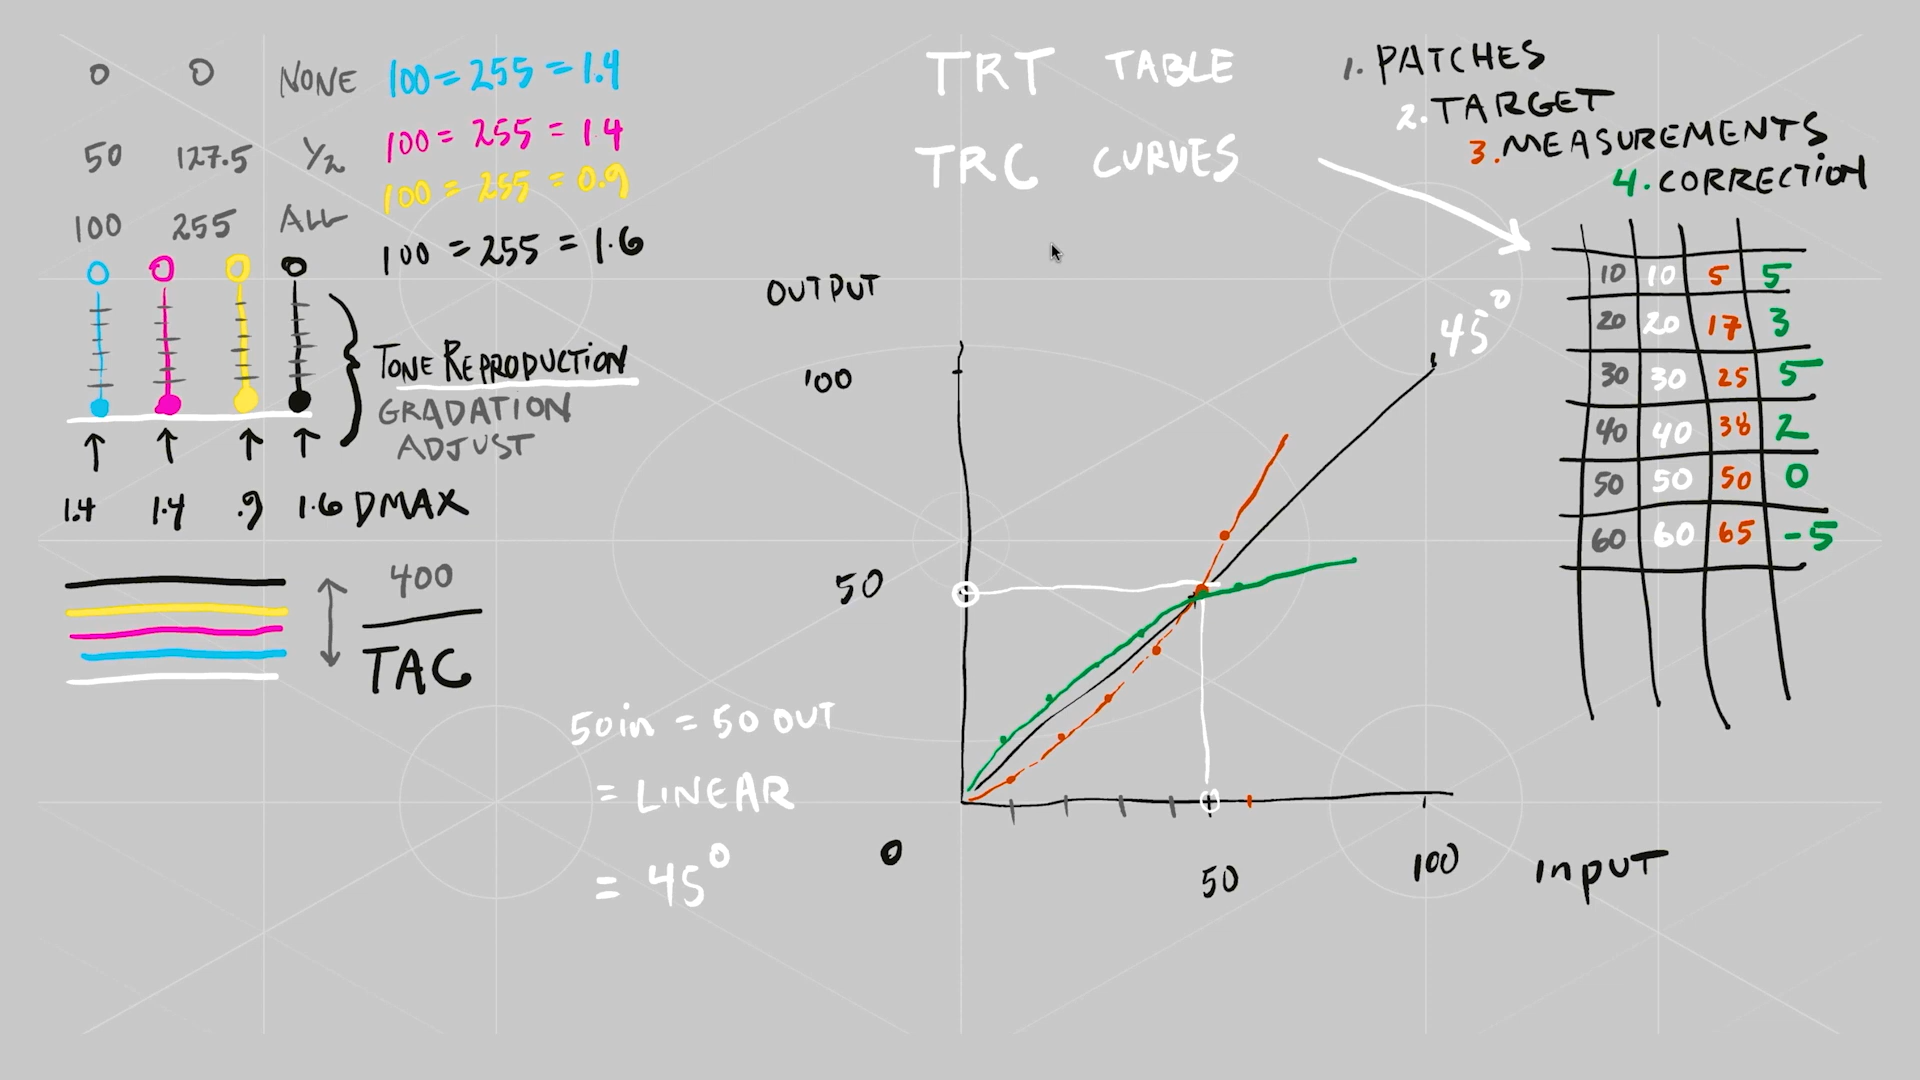 0 0 NONE
50 127.5 1/2
100 255 ALL
100 = 255 = 1.4
100 = 255 = 1.4
100 = 255 = 0.9
100 = 255 = 1.6
TONE REPRODUCTION
GRADATION
ADJUST
1.4 1.4 .9 1.6 DMAX
400
TAC
TRT TABLE
TRC CURVES
OUTPUT
100
50
0
45°
50 100 INPUT
50in = 50 OUT
= LINEAR
= 45°
1. PATCHES
2. TARGET
3. MEASUREMENTS
4. CORRECTION
10 10 5 5
20 20 17 3
30 30 25 5
40 40 38 2
50 50 50 0
60 60 65 -5